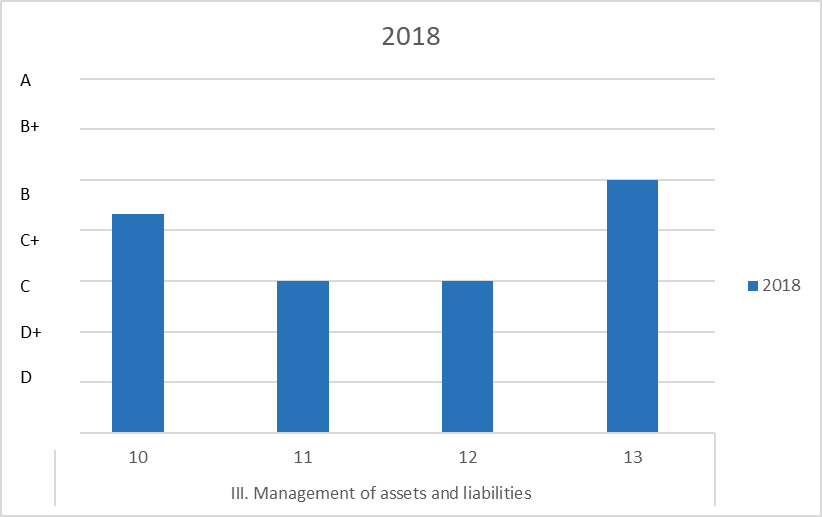 2018
A
B+
B
C+
C
D+
D
2018
10 11 12 13
III. Management of assets and liabilities